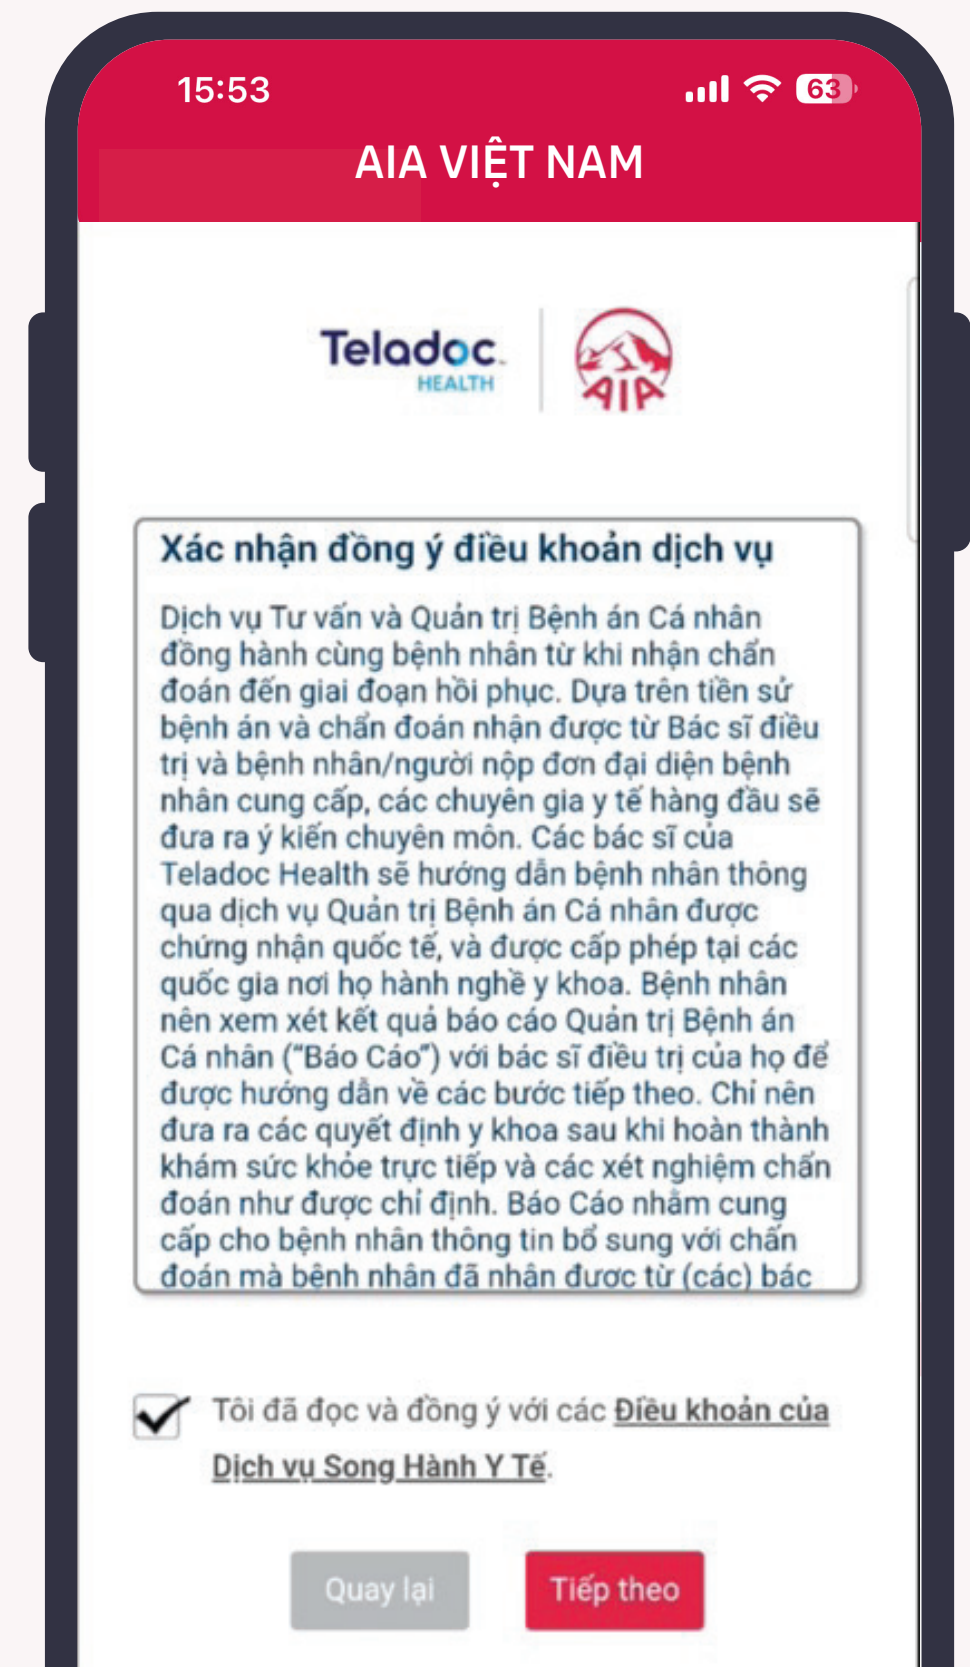 15:53
63
AIA VIỆT NAM
Teladoc
HEALTH
AIA
Xác nhận đồng ý điều khoản dịch vụ
Dịch vụ Tư vấn và Quản trị Bệnh án Cá nhân
đồng hành cùng bệnh nhân từ khi nhận chẩn
đoán đến giai đoạn hồi phục. Dựa trên tiền sử
bệnh án và chẩn đoán nhận được từ Bác sĩ điều
trị và bệnh nhân/người nộp đơn đại diện bệnh
nhân cung cấp, các chuyên gia y tế hàng đầu sẽ
đưa ra ý kiến chuyên môn. Các bác sĩ của
Teladoc Health sẽ hướng dẫn bệnh nhân thông
qua dịch vụ Quản trị Bệnh án Cá nhân được
chứng nhận quốc tế, và được cấp phép tại các
quốc gia nơi họ hành nghề y khoa. Bệnh nhân
nên xem xét kết quả báo cáo Quản trị Bệnh án
Cá nhân (“Báo Cáo”) với bác sĩ điều trị của họ để
được hướng dẫn về các bước tiếp theo. Chỉ nên
đưa ra các quyết định y khoa sau khi hoàn thành
khám sức khỏe trực tiếp và các xét nghiệm chẩn
đoán như được chỉ định. Báo Cáo nhằm cung
cấp cho bệnh nhân thông tin bổ sung với chẩn
đoán mà bệnh nhân đã nhận được từ (các) bác
Tôi đã đọc và đồng ý với các Điều khoản của
Dịch vụ Song Hành Y Tế.
Quay lại
Tiếp theo